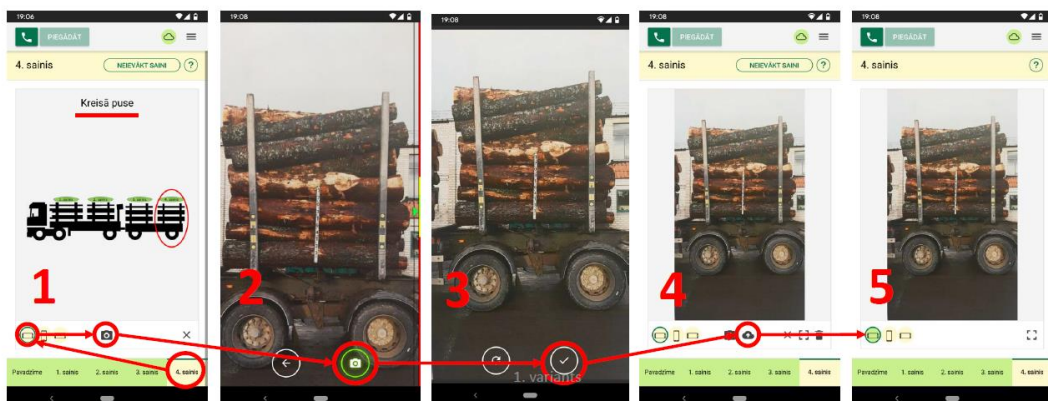 19:06
PIEGĀDĀT
4. sainis
NEIEVĀKT SAINI
?
Kreisā puse
1
Pavadzīme
1. sainis
2. sainis
3. sainis
4. sainis
19:08
2
19:08
3
1. variants
19:08
PIEGĀDĀT
4. sainis
NEIEVĀKT SAINI
?
4
Pavadzīme
1. sainis
2. sainis
3. sainis
4. sainis
19:08
PIEGĀDĀT
4. sainis
?
5
Pavadzīme
1. sainis
2. sainis
3. sainis
4. sainis